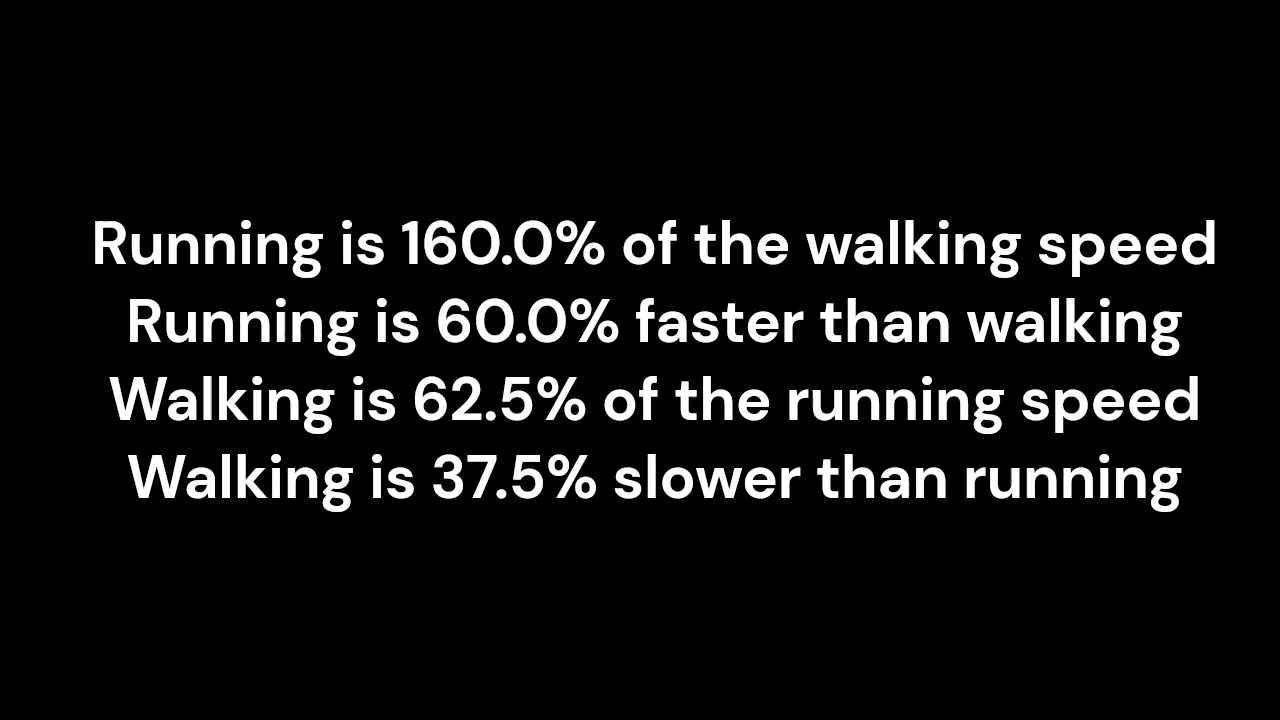 Running is 160.0% of the walking speed
Running is 60.0% faster than walking
Walking is 62.5% of the running speed
Walking is 37.5% slower than running